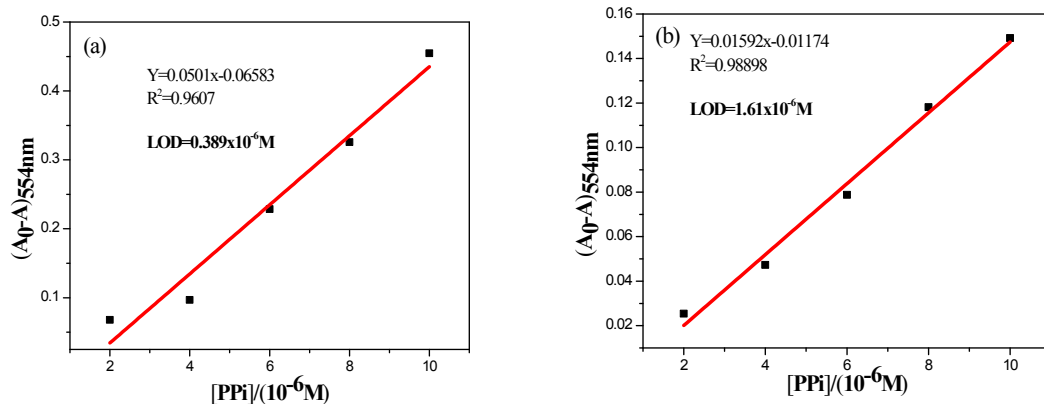 (a)
Y=0.0501x-0.06583
R²=0.9607
LOD=0.389x10⁻⁶M
(A0-A)554nm
0.5
0.4
0.3
0.2
0.1
2 4 6 8 10
[PPi]/(10⁻⁶M)
(b)
Y=0.01592x-0.01174
R²=0.98898
LOD=1.61x10⁻⁶M
(A0-A)554nm
0.16
0.14
0.12
0.10
0.08
0.06
0.04
0.02
2 4 6 8 10
[PPi]/(10⁻⁶M)